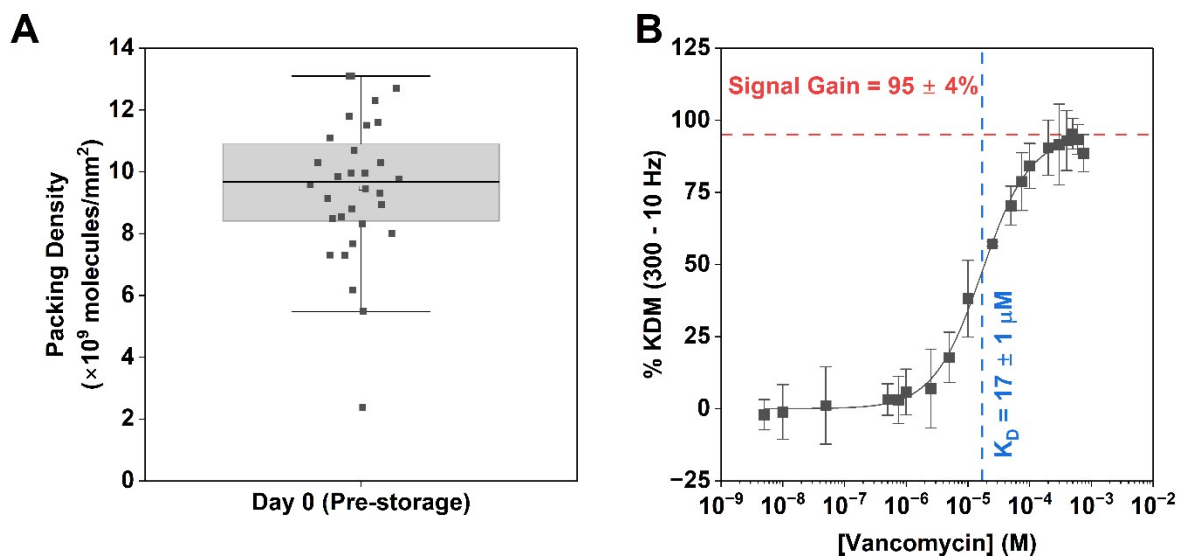 A
14
12
10
8
6
4
2
0
Packing Density
(×10⁹ molecules/mm²)
Day 0 (Pre-storage)
B
125
100
75
50
25
0
−25
% KDM (300 - 10 Hz)
Signal Gain = 95 ± 4%
K_D = 17 ± 1 μM
10⁻⁹ 10⁻⁸ 10⁻⁷ 10⁻⁶ 10⁻⁵ 10⁻⁴ 10⁻³ 10⁻²
[Vancomycin] (M)